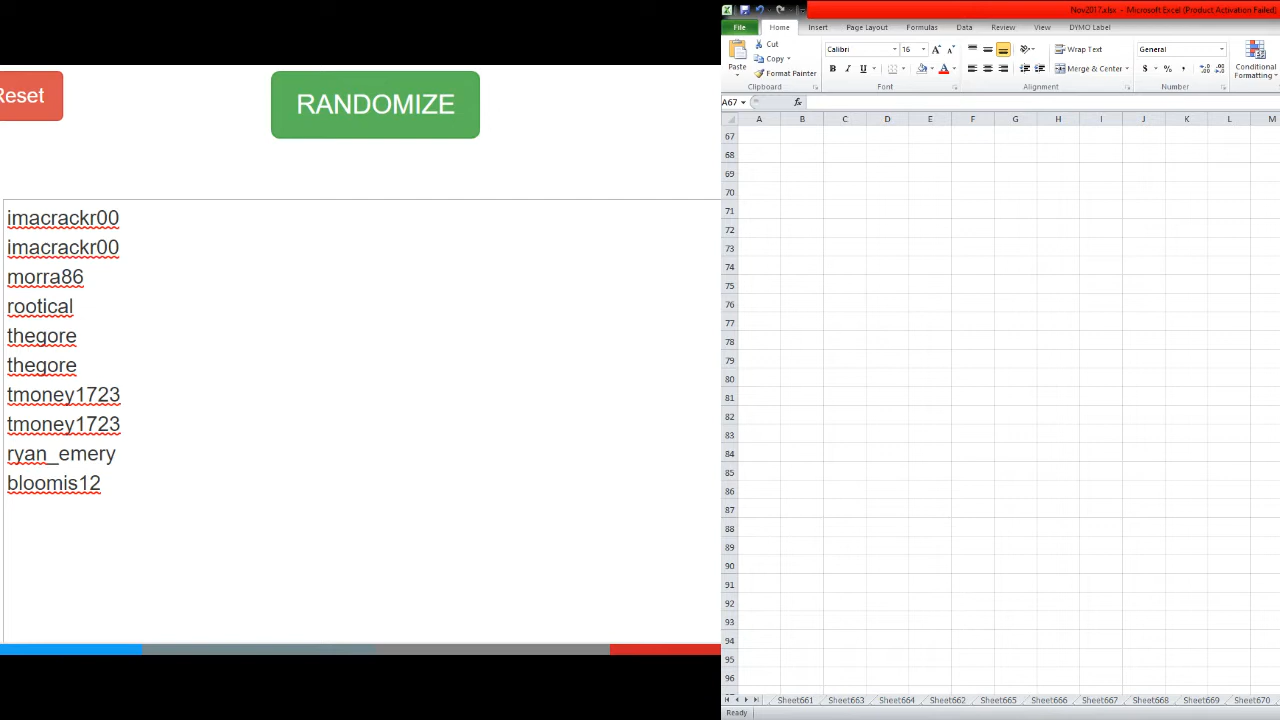 Reset
RANDOMIZE
imacrackr00
imacrackr00
morra86
rootical
thegore
thegore
tmoney1723
tmoney1723
ryan_emery
bloomis12
Nov2017.xlsx - Microsoft Excel (Product Activation Failed)
File Home Insert Page Layout Formulas Data Review View DYMO Label
Paste
Cut
Copy
Format Painter
Clipboard
Calibri 16
B I U
Font
Wrap Text
Merge & Center
Alignment
General
$ % ,
Number
Conditional
Formatting
A67 fx
A B C D E F G H I J K L M
67
68
69
70
71
72
73
74
75
76
77
78
79
80
81
82
83
84
85
86
87
88
89
90
91
92
93
94
95
96
Sheet661 Sheet663 Sheet664 Sheet662 Sheet665 Sheet666 Sheet667 Sheet668 Sheet669 Sheet670
Ready